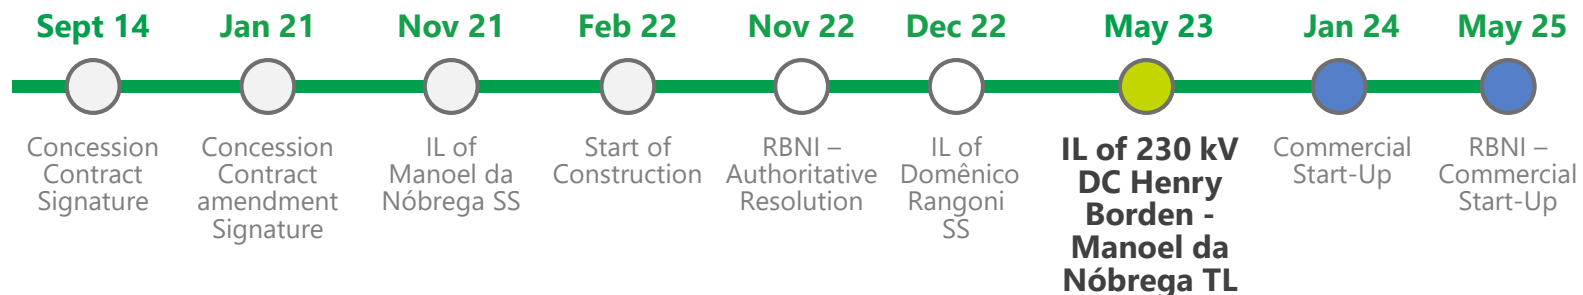 Sept 14
Jan 21
Nov 21
Feb 22
Nov 22
Dec 22
May 23
Jan 24
May 25
Concession
Contract
Signature
Concession
Contract
amendment
Signature
IL of
Manoel da
Nóbrega SS
Start of
Construction
RBNI –
Authoritative
Resolution
IL of
Domênico
Rangoni
SS
IL of 230 kV
DC Henry
Borden -
Manoel da
Nóbrega TL
Commercial
Start-Up
RBNI –
Commercial
Start-Up